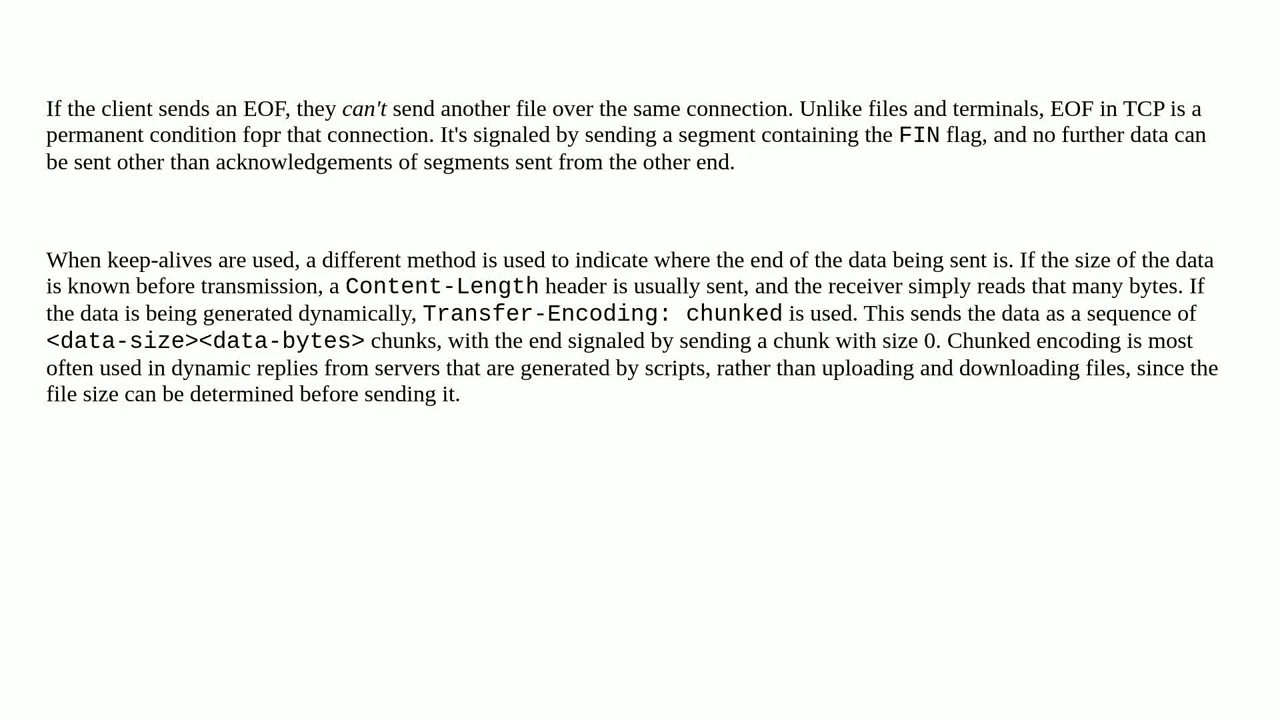 If the client sends an EOF, they can't send another file over the same connection. Unlike files and terminals, EOF in TCP is a
permanent condition fopr that connection. It's signaled by sending a segment containing the FIN flag, and no further data can
be sent other than acknowledgements of segments sent from the other end.
When keep-alives are used, a different method is used to indicate where the end of the data being sent is. If the size of the data
is known before transmission, a Content-Length header is usually sent, and the receiver simply reads that many bytes. If
the data is being generated dynamically, Transfer-Encoding: chunked is used. This sends the data as a sequence of
<data-size><data-bytes> chunks, with the end signaled by sending a chunk with size 0. Chunked encoding is most
often used in dynamic replies from servers that are generated by scripts, rather than uploading and downloading files, since the
file size can be determined before sending it.